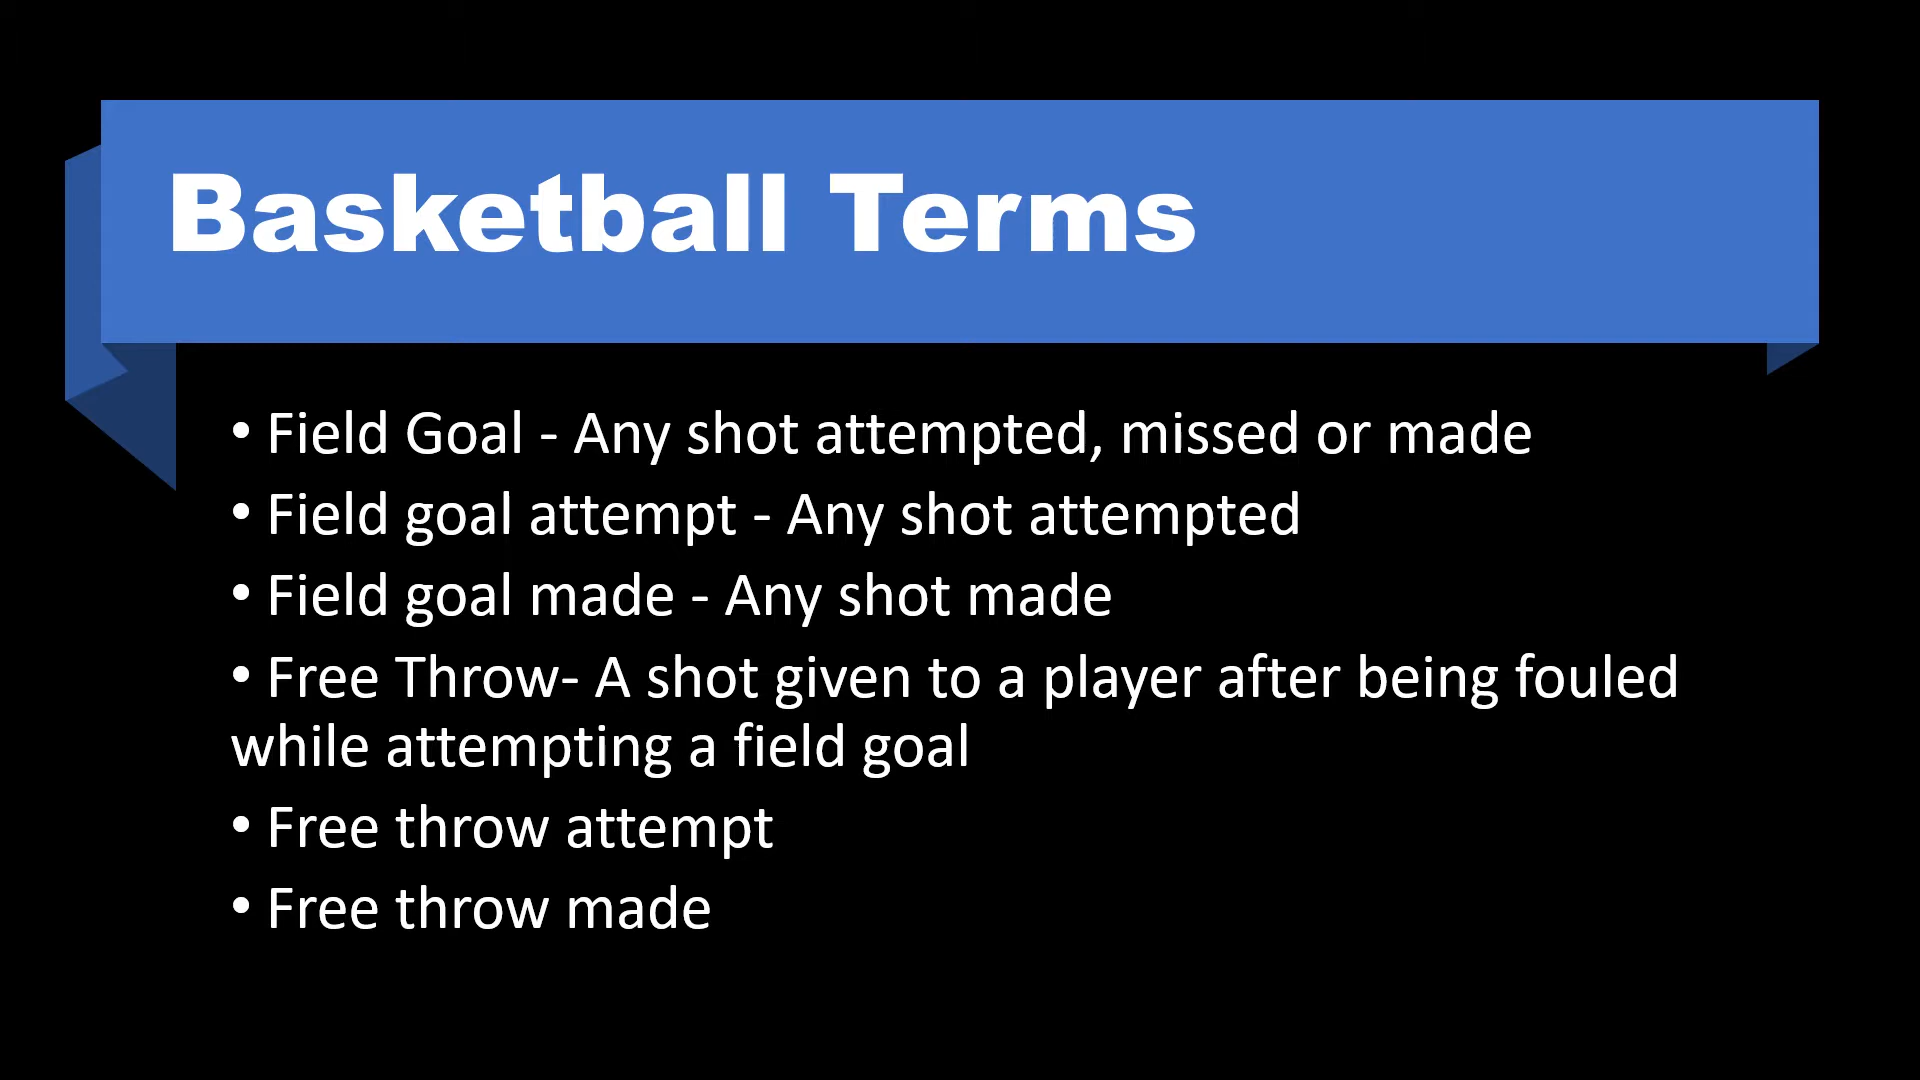 Basketball Terms
• Field Goal - Any shot attempted, missed or made
• Field goal attempt - Any shot attempted
• Field goal made - Any shot made
• Free Throw- A shot given to a player after being fouled
while attempting a field goal
• Free throw attempt
• Free throw made